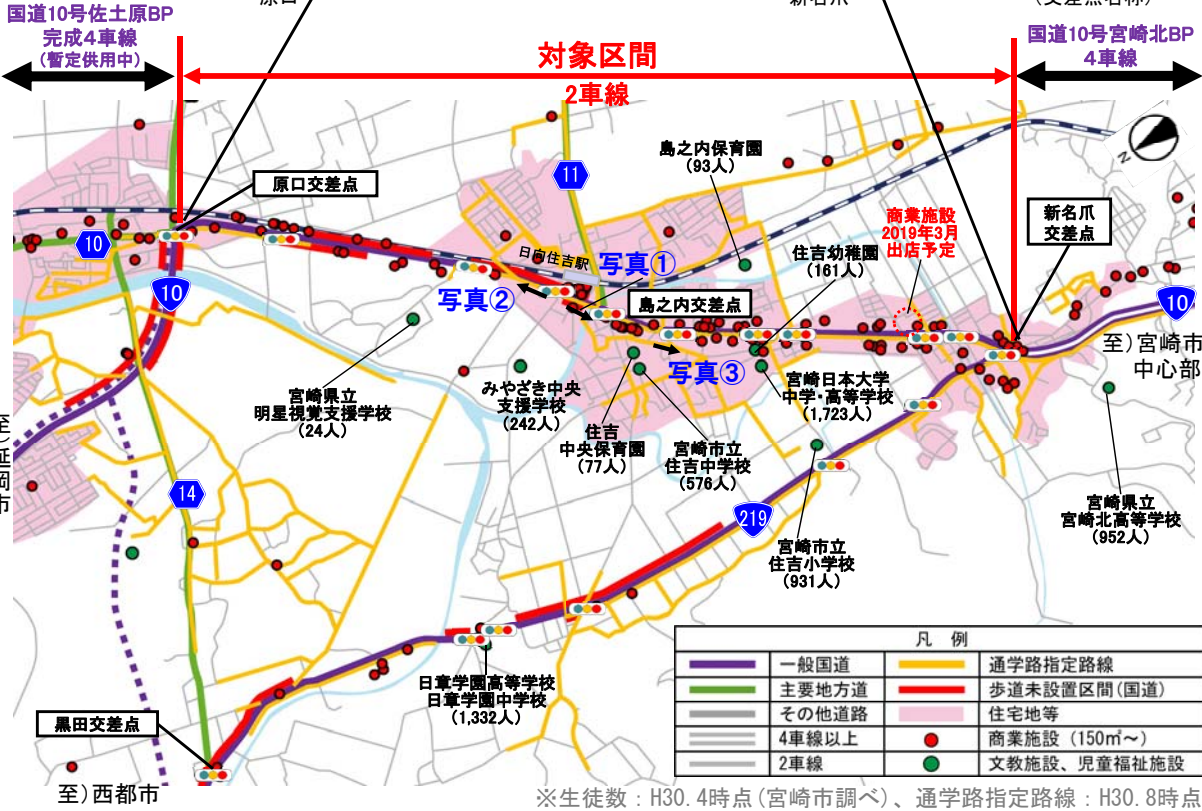 国道10号佐土原BP
完成4車線
(暫定供用中)
対象区間
2車線
国道10号宮崎北BP
4車線
N
原口交差点
10
10
11
島之内保育園
(93人)
商業施設
2019年3月
出店予定
新名爪
交差点
日向住吉駅
写真①
写真②
島之内交差点
住吉幼稚園
(161人)
10
至)宮崎市
中心部
写真③
宮崎県立
明星視覚支援学校
(24人)
みやざき中央
支援学校
(242人)
住吉
中央保育園
(77人)
宮崎市立
住吉中学校
(576人)
宮崎日本大学
中学・高等学校
(1,723人)
至)延岡市
14
219
宮崎市立
住吉小学校
(931人)
宮崎県立
宮崎北高等学校
(952人)
日章学園高等学校
日章学園中学校
(1,332人)
黒田交差点
至)西都市
凡 例
一般国道
通学路指定路線
主要地方道
歩道未設置区間(国道)
その他道路
住宅地等
4車線以上
商業施設 (150㎡～)
2車線
文教施設、児童福祉施設
※生徒数：H30.4時点(宮崎市調べ)、通学路指定路線：H30.8時点